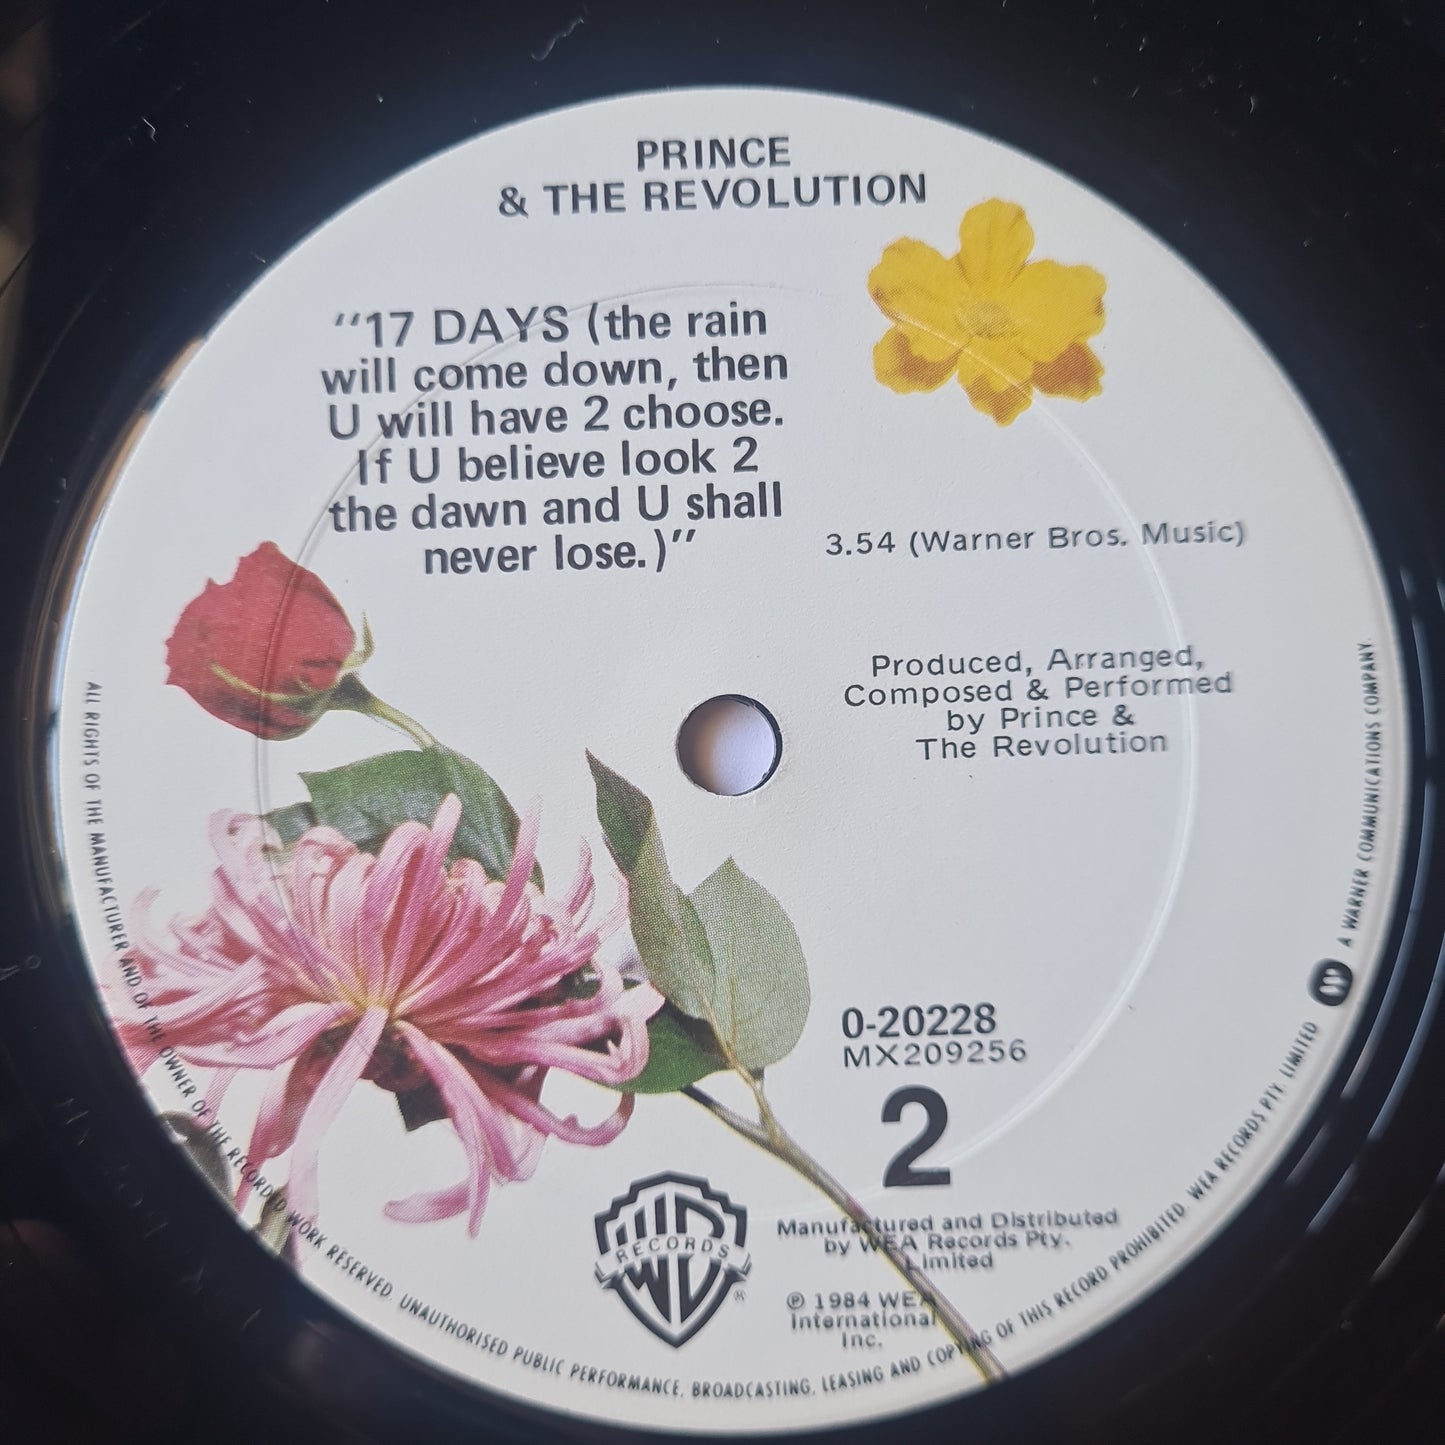 PRINCE
& THE REVOLUTION
"17 DAYS (the rain
will come down, then
U will have 2 choose.
If U believe look 2
the dawn and U shall
never lose.)"
3.54 (Warner Bros. Music)
Produced, Arranged,
Composed & Performed
by Prince &
The Revolution
0-20228
MX209256
2
Manufactured and Distributed
by WEA Records Pty.
Limited
℗ 1984 WEA
International
Inc.
RECORDS
®
ALL RIGHTS OF THE MANUFACTURER AND OF THE OWNER OF THE RECORDED WORK RESERVED. UNAUTHORISED PUBLIC PERFORMANCE, BROADCASTING, LEASING AND COPYING OF THIS RECORD PROHIBITED. WEA RECORDS PTY. LIMITED A WARNER COMMUNICATIONS COMPANY.